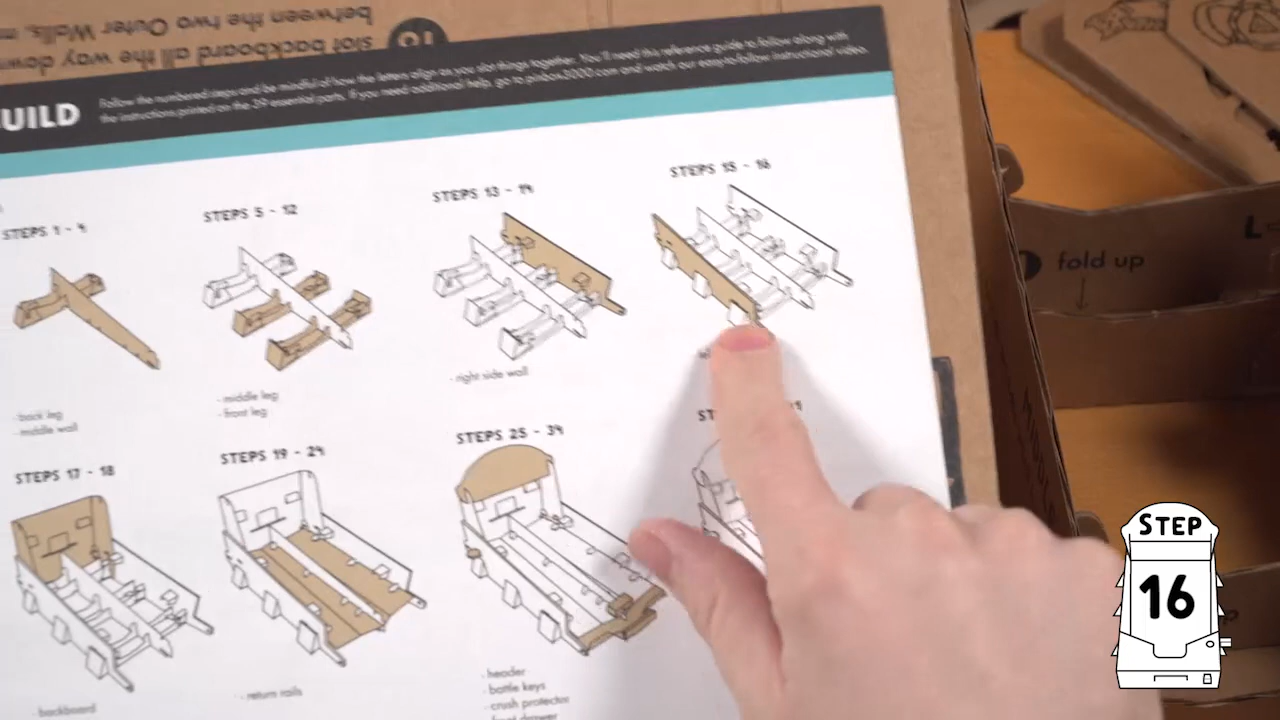 between the two Outer Walls,
slot backboard all the way down
16
UILD
Follow the numbered steps and be mindful of how the letters align as you slot things together. You'll need this reference guide to follow along with
the instructions printed on the 39 essential parts. If you need additional help, go to pinbox3000.com and watch our easy-to-follow instructional video.
STEPS 1 - 4
STEPS 5 - 12
STEPS 13 - 14
STEPS 15 - 16
- back leg
- middle wall
- middle leg
- front leg
- right side wall
STEPS 17 - 18
STEPS 19 - 24
STEPS 25 - 34
- backboard
- return rails
- header
- battle keys
- crush protector
- front drawer
fold up
L
STEP
16